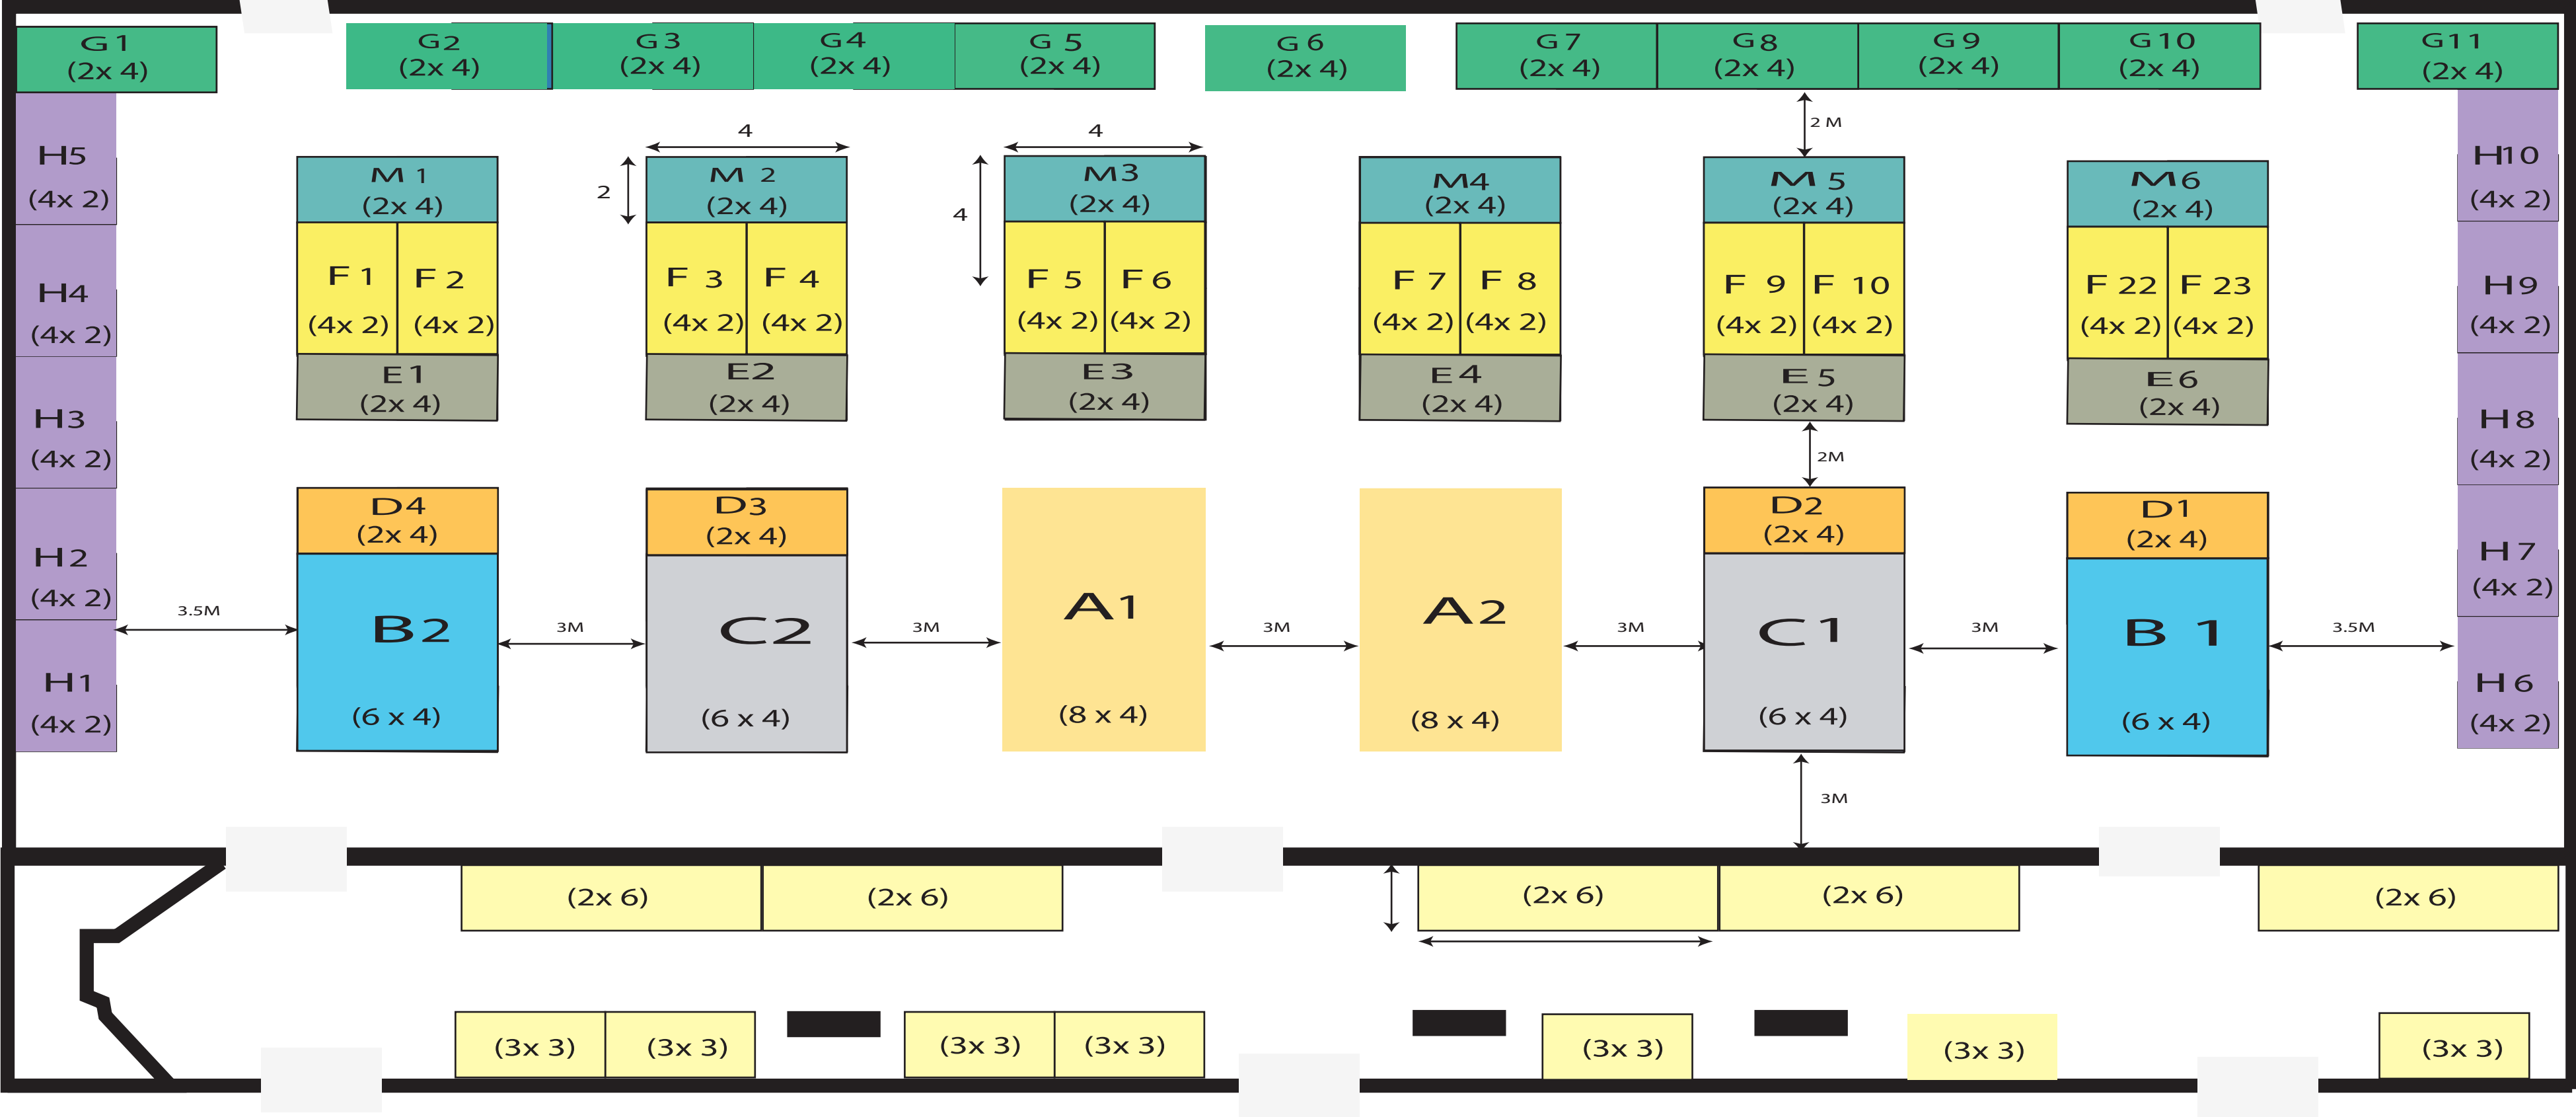 G1
(2x 4)
G2
(2x 4)
G3
(2x 4)
G4
(2x 4)
G 5
(2x 4)
G 6
(2x 4)
G7
(2x 4)
G8
(2x 4)
G9
(2x 4)
G10
(2x 4)
G11
(2x 4)
2 M
H5
(4x 2)
H4
(4x 2)
H3
(4x 2)
H2
(4x 2)
H1
(4x 2)
M 1
(2x 4)
F 1
(4x 2)
F 2
(4x 2)
E1
(2x 4)
4
2
M 2
(2x 4)
F 3
(4x 2)
F 4
(4x 2)
E2
(2x 4)
4
4
M3
(2x 4)
F 5
(4x 2)
F 6
(4x 2)
E3
(2x 4)
M4
(2x 4)
F 7
(4x 2)
F 8
(4x 2)
E4
(2x 4)
M 5
(2x 4)
F 9
(4x 2)
F 10
(4x 2)
E 5
(2x 4)
M6
(2x 4)
F 22
(4x 2)
F 23
(4x 2)
E6
(2x 4)
H10
(4x 2)
H9
(4x 2)
H8
(4x 2)
H7
(4x 2)
H6
(4x 2)
2M
3.5M
D4
(2x 4)
B2
(6 x 4)
3M
D3
(2x 4)
C2
(6 x 4)
3M
A1
(8 x 4)
3M
A2
(8 x 4)
3M
D2
(2x 4)
C1
(6 x 4)
3M
D1
(2x 4)
B 1
(6 x 4)
3.5M
3M
(2x 6)
(2x 6)
(2x 6)
(2x 6)
(2x 6)
(3x 3)
(3x 3)
(3x 3)
(3x 3)
(3x 3)
(3x 3)
(3x 3)